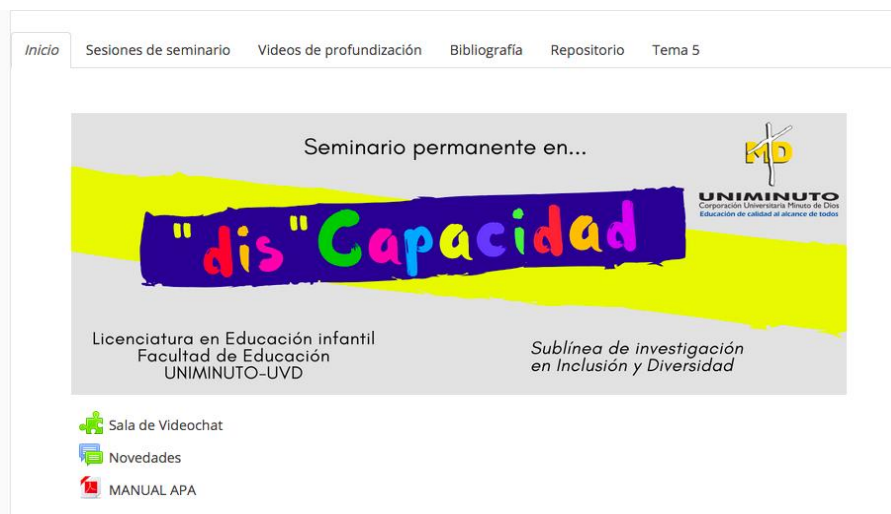 Inicio Sesiones de seminario Videos de profundización Bibliografía Repositorio Tema 5
Seminario permanente en...
MD
UNIMINUTO
Corporación Universitaria Minuto de Dios
Educación de calidad al alcance de todos
"dis"Capacidad
Licenciatura en Educación infantil
Facultad de Educación
UNIMINUTO-UVD
Sublínea de investigación
en Inclusión y Diversidad
Sala de Videochat
Novedades
MANUAL APA